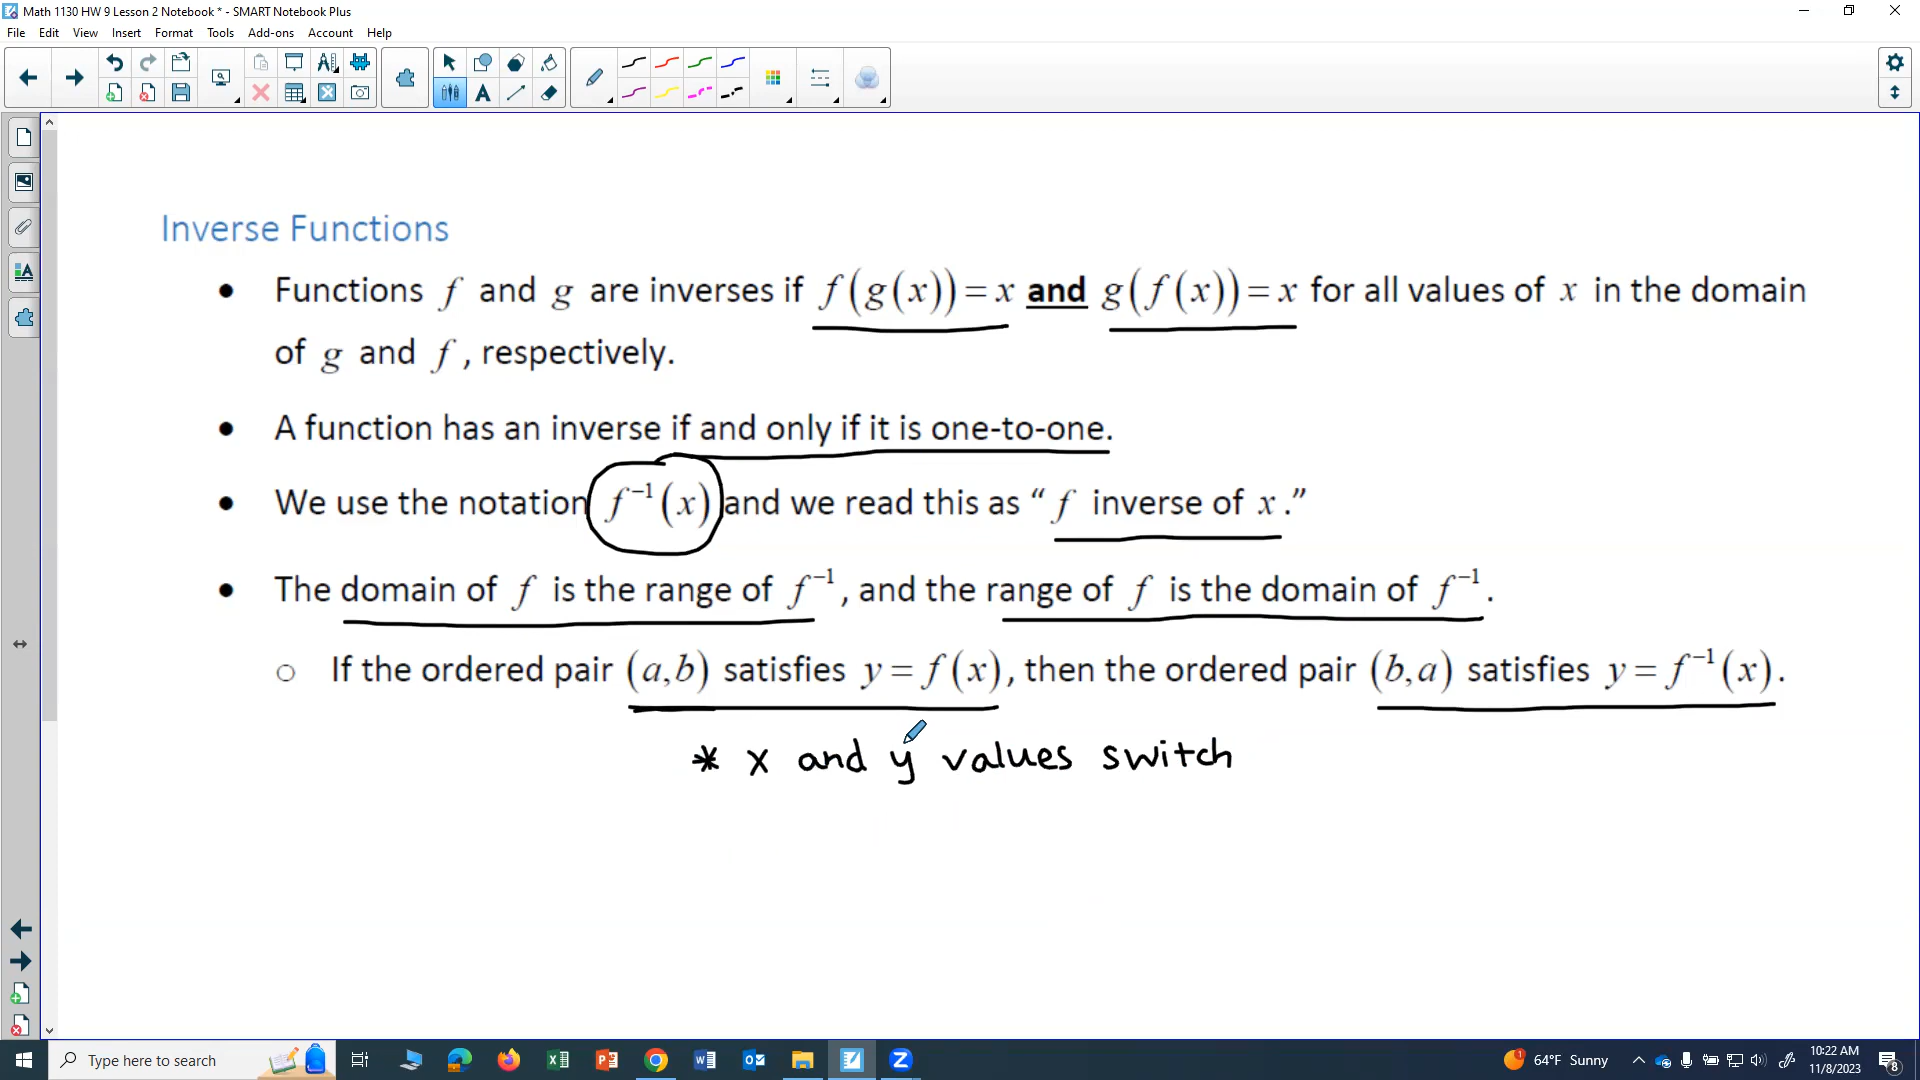 Math 1130 HW 9 Lesson 2 Notebook * - SMART Notebook Plus
File Edit View Insert Format Tools Add-ons Account Help
Inverse Functions
• Functions f and g are inverses if f(g(x)) = x and g(f(x)) = x for all values of x in the domain
of g and f, respectively.
• A function has an inverse if and only if it is one-to-one.
• We use the notation f⁻¹(x) and we read this as “f inverse of x.”
• The domain of f is the range of f⁻¹, and the range of f is the domain of f⁻¹.
○ If the ordered pair (a,b) satisfies y = f(x), then the ordered pair (b,a) satisfies y = f⁻¹(x).
* x and y values switch
Type here to search
64°F Sunny
10:22 AM
11/8/2023
8